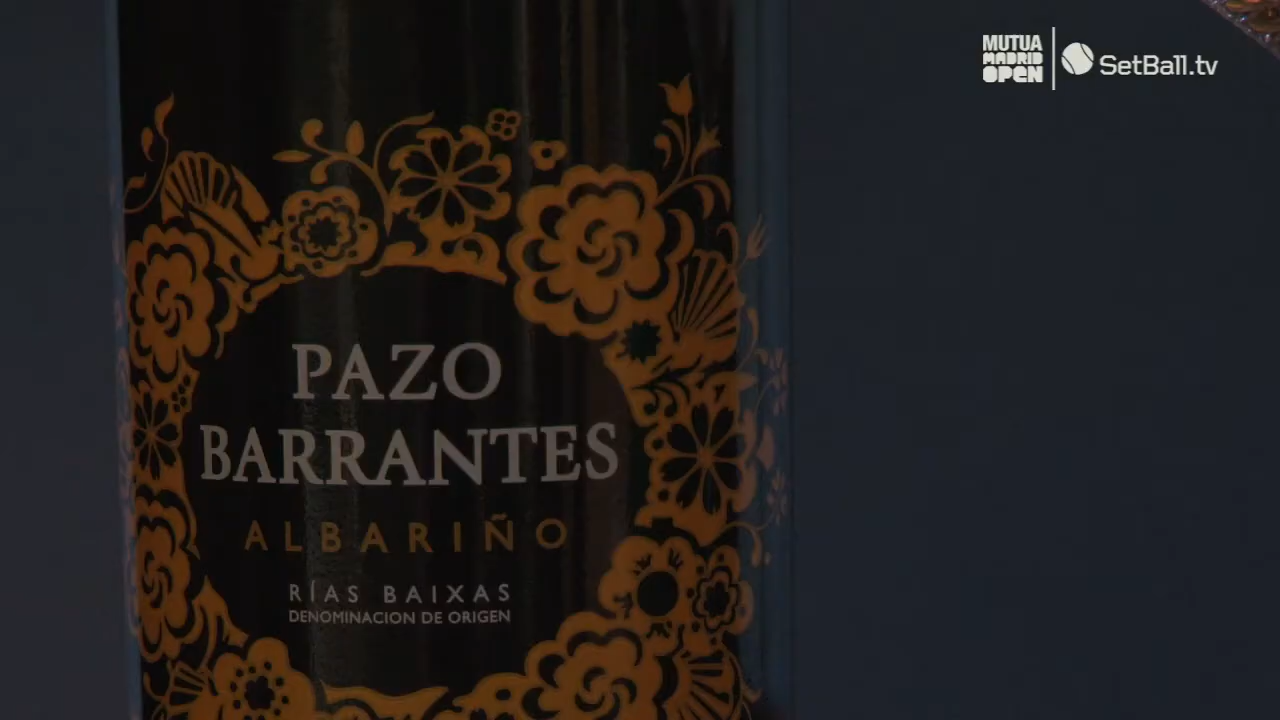 MUTUA
MADRID
OPEN
SetBall.tv
PAZO
BARRANTES
ALBARIÑO
RÍAS BAIXAS
DENOMINACION DE ORIGEN